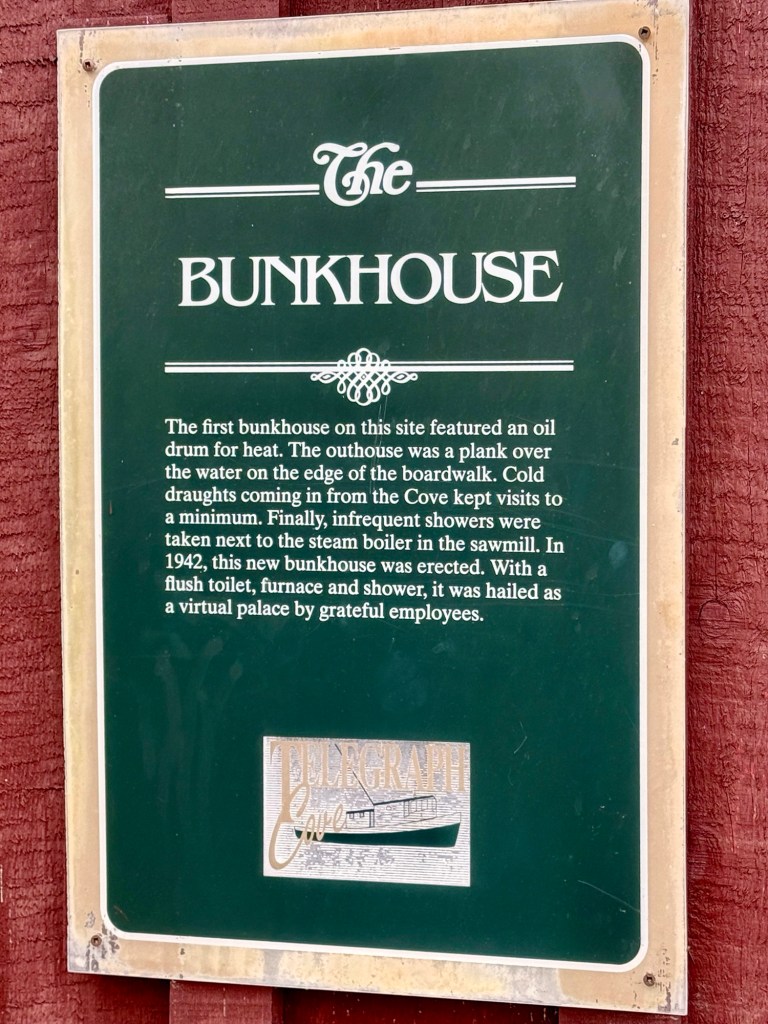 The
BUNKHOUSE
The first bunkhouse on this site featured an oil
drum for heat. The outhouse was a plank over
the water on the edge of the boardwalk. Cold
draughts coming in from the Cove kept visits to
a minimum. Finally, infrequent showers were
taken next to the steam boiler in the sawmill. In
1942, this new bunkhouse was erected. With a
flush toilet, furnace and shower, it was hailed as
a virtual palace by grateful employees.
TELEGRAPH
Cove